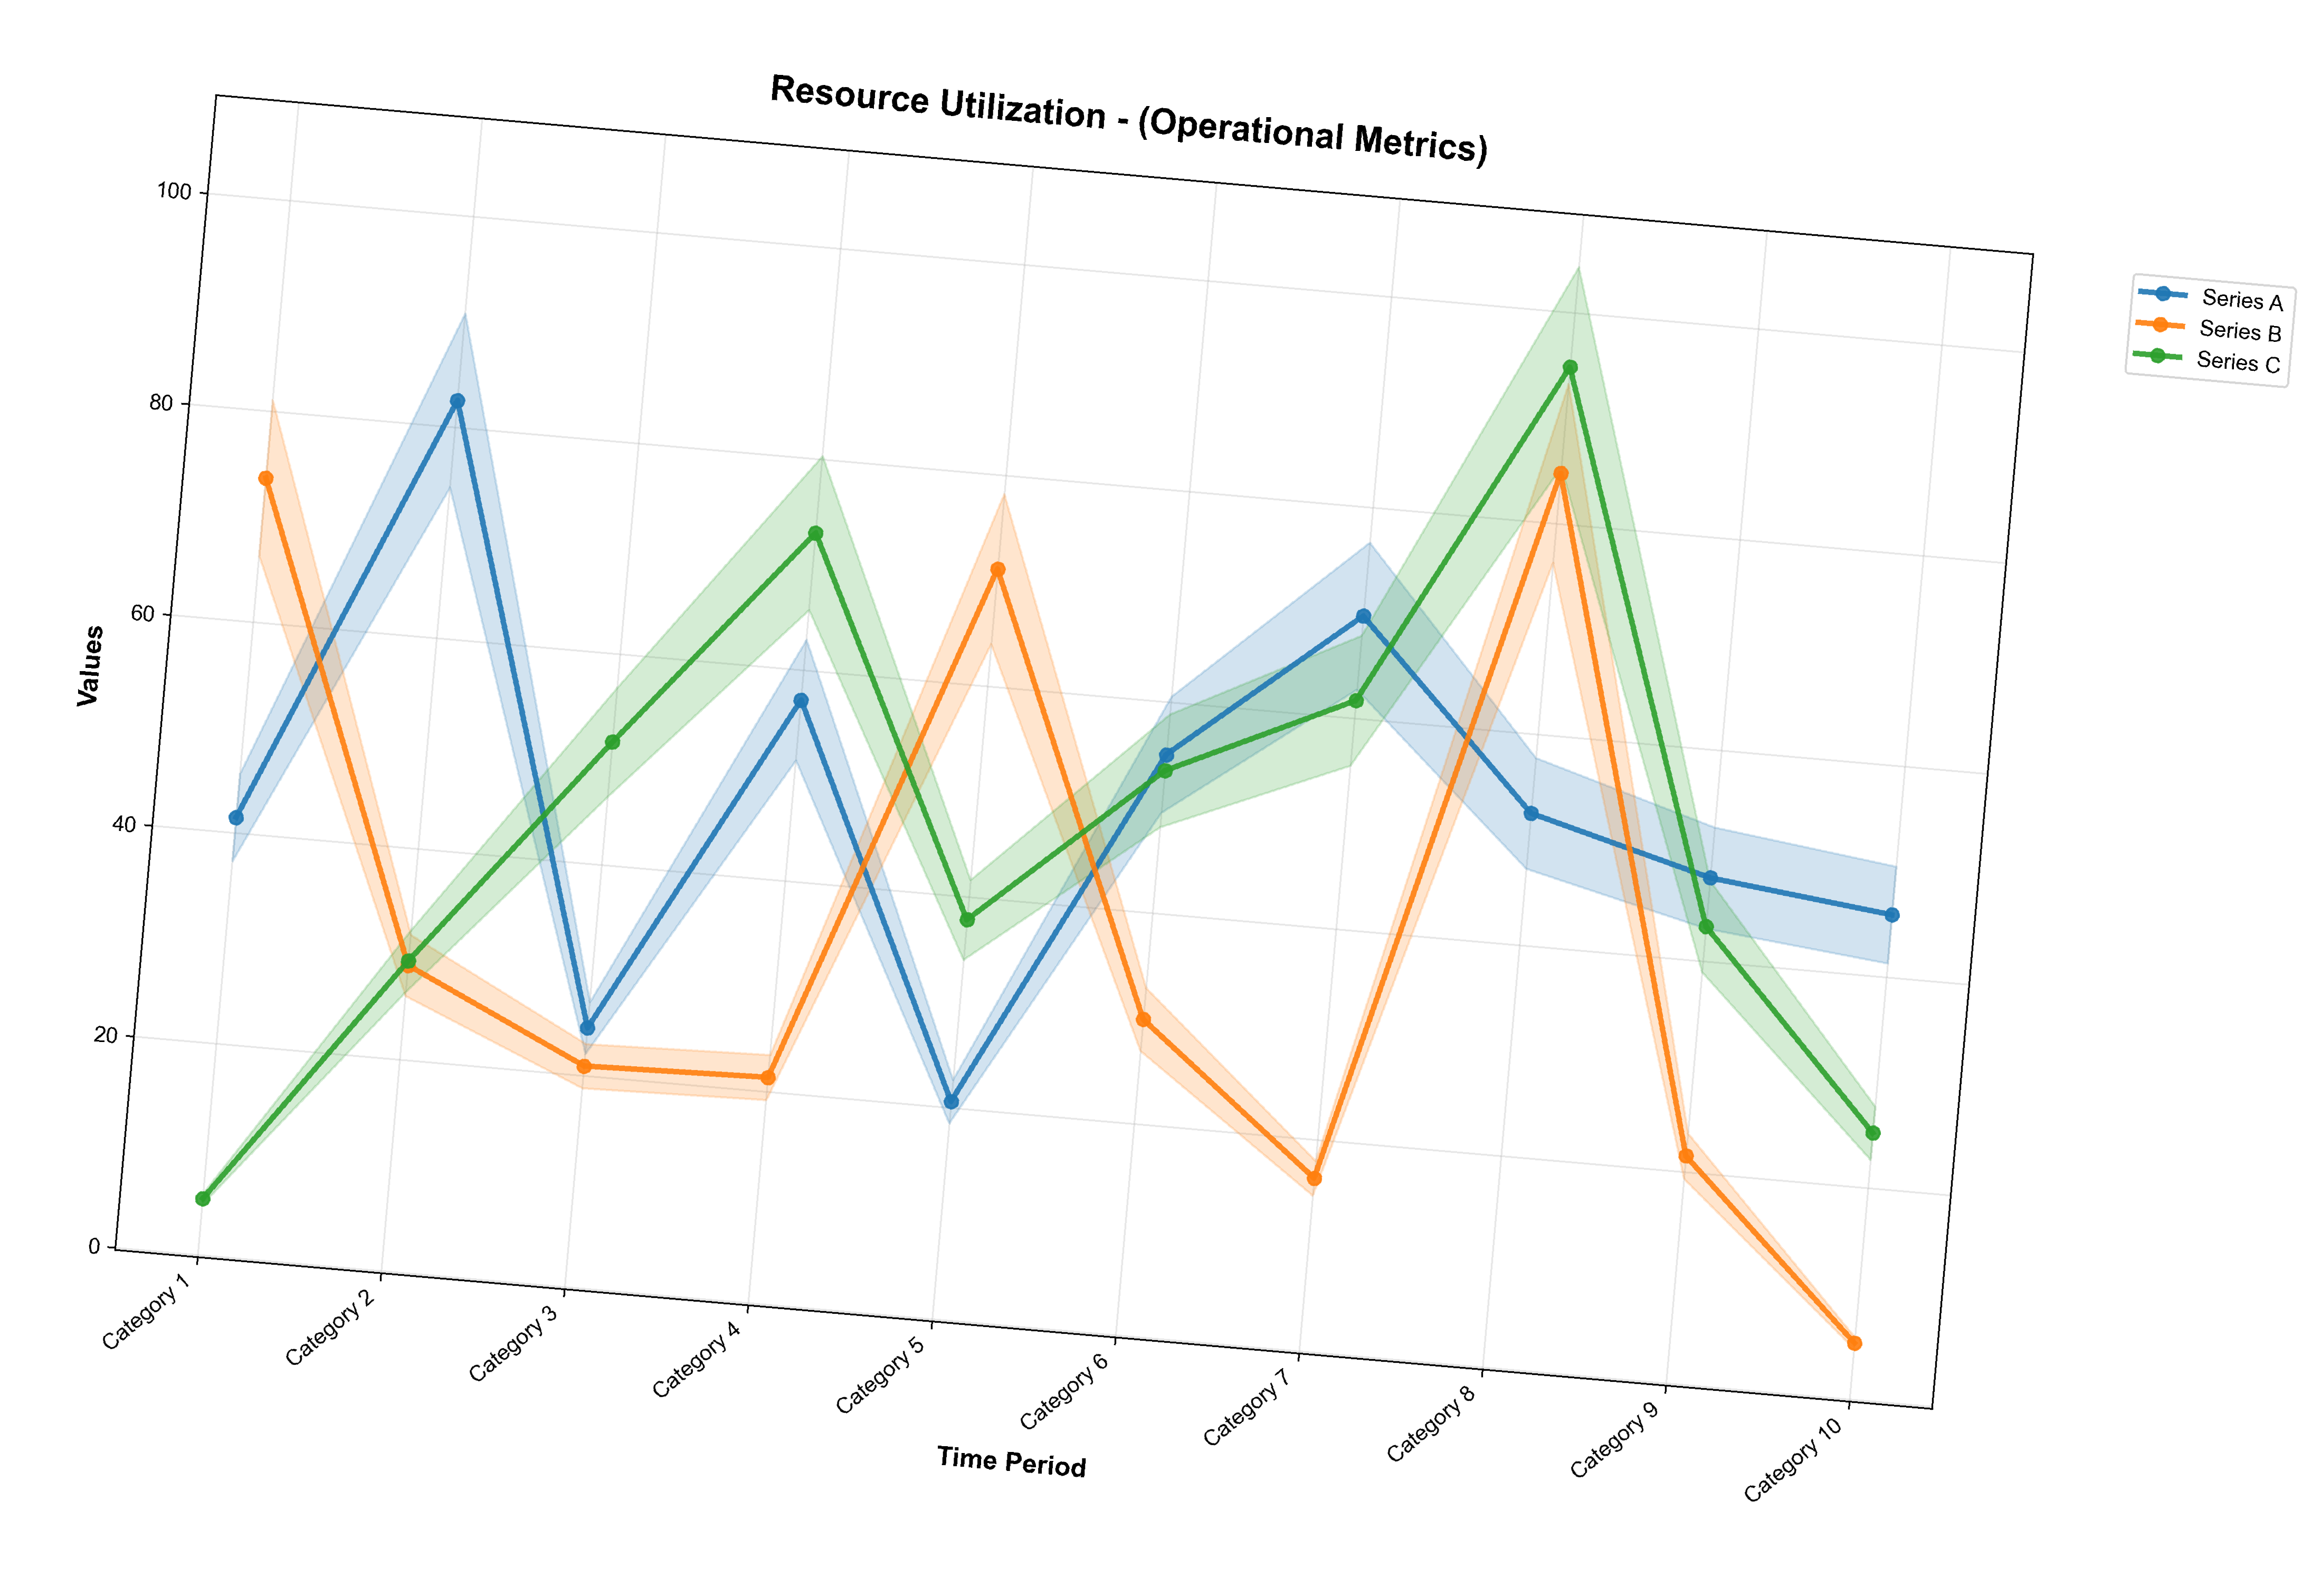 Resource Utilization - (Operational Metrics)
Series A
Series B
Series C
Values
100
80
60
40
20
0
Category 1
Category 2
Category 3
Category 4
Category 5
Category 6
Category 7
Category 8
Category 9
Category 10
Time Period